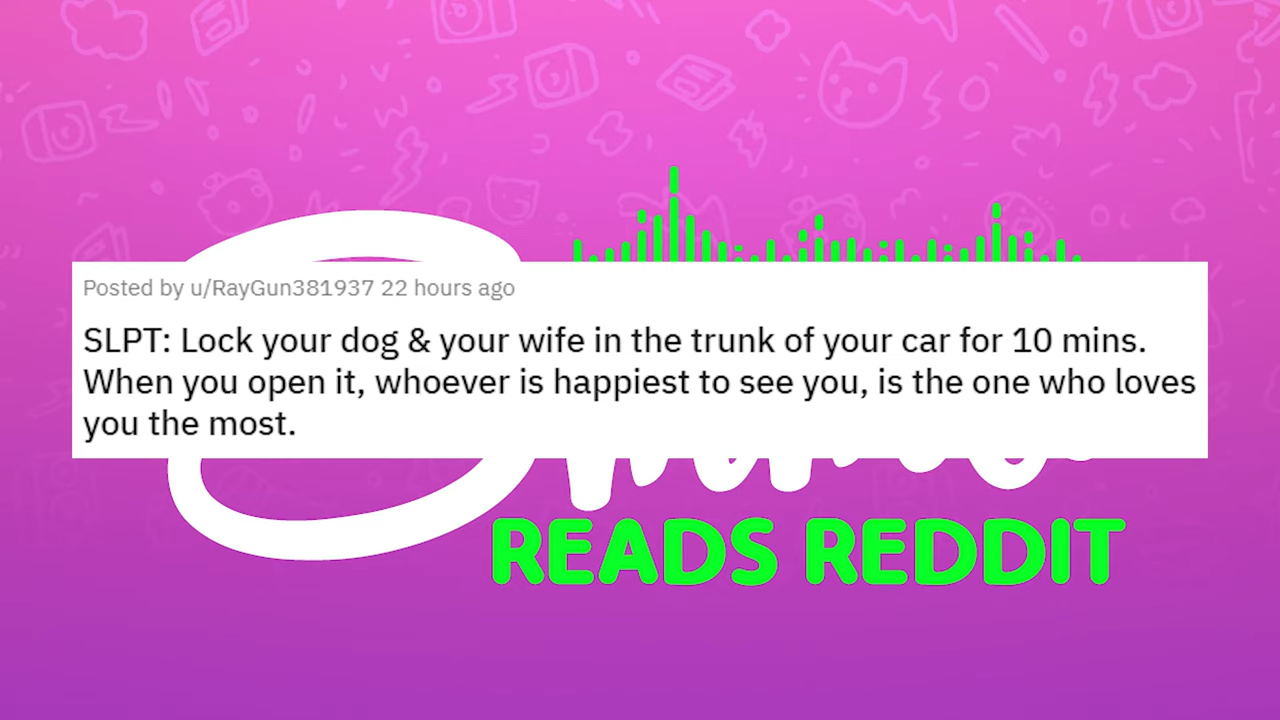 Posted by u/RayGun381937 22 hours ago
SLPT: Lock your dog & your wife in the trunk of your car for 10 mins.
When you open it, whoever is happiest to see you, is the one who loves
you the most.
READS REDDIT